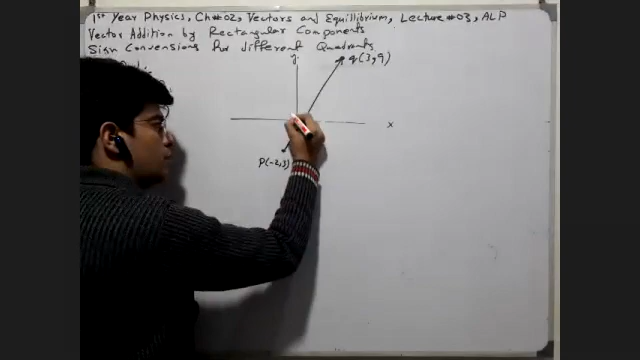 1st Year Physics, Ch#02, Vectors and Equillibrium, Lecture #03, ALP
Vector Addition by Rectangular Components
Sign Convensions for different Quadrants
y
q(3,9)
x
P(-2,3)